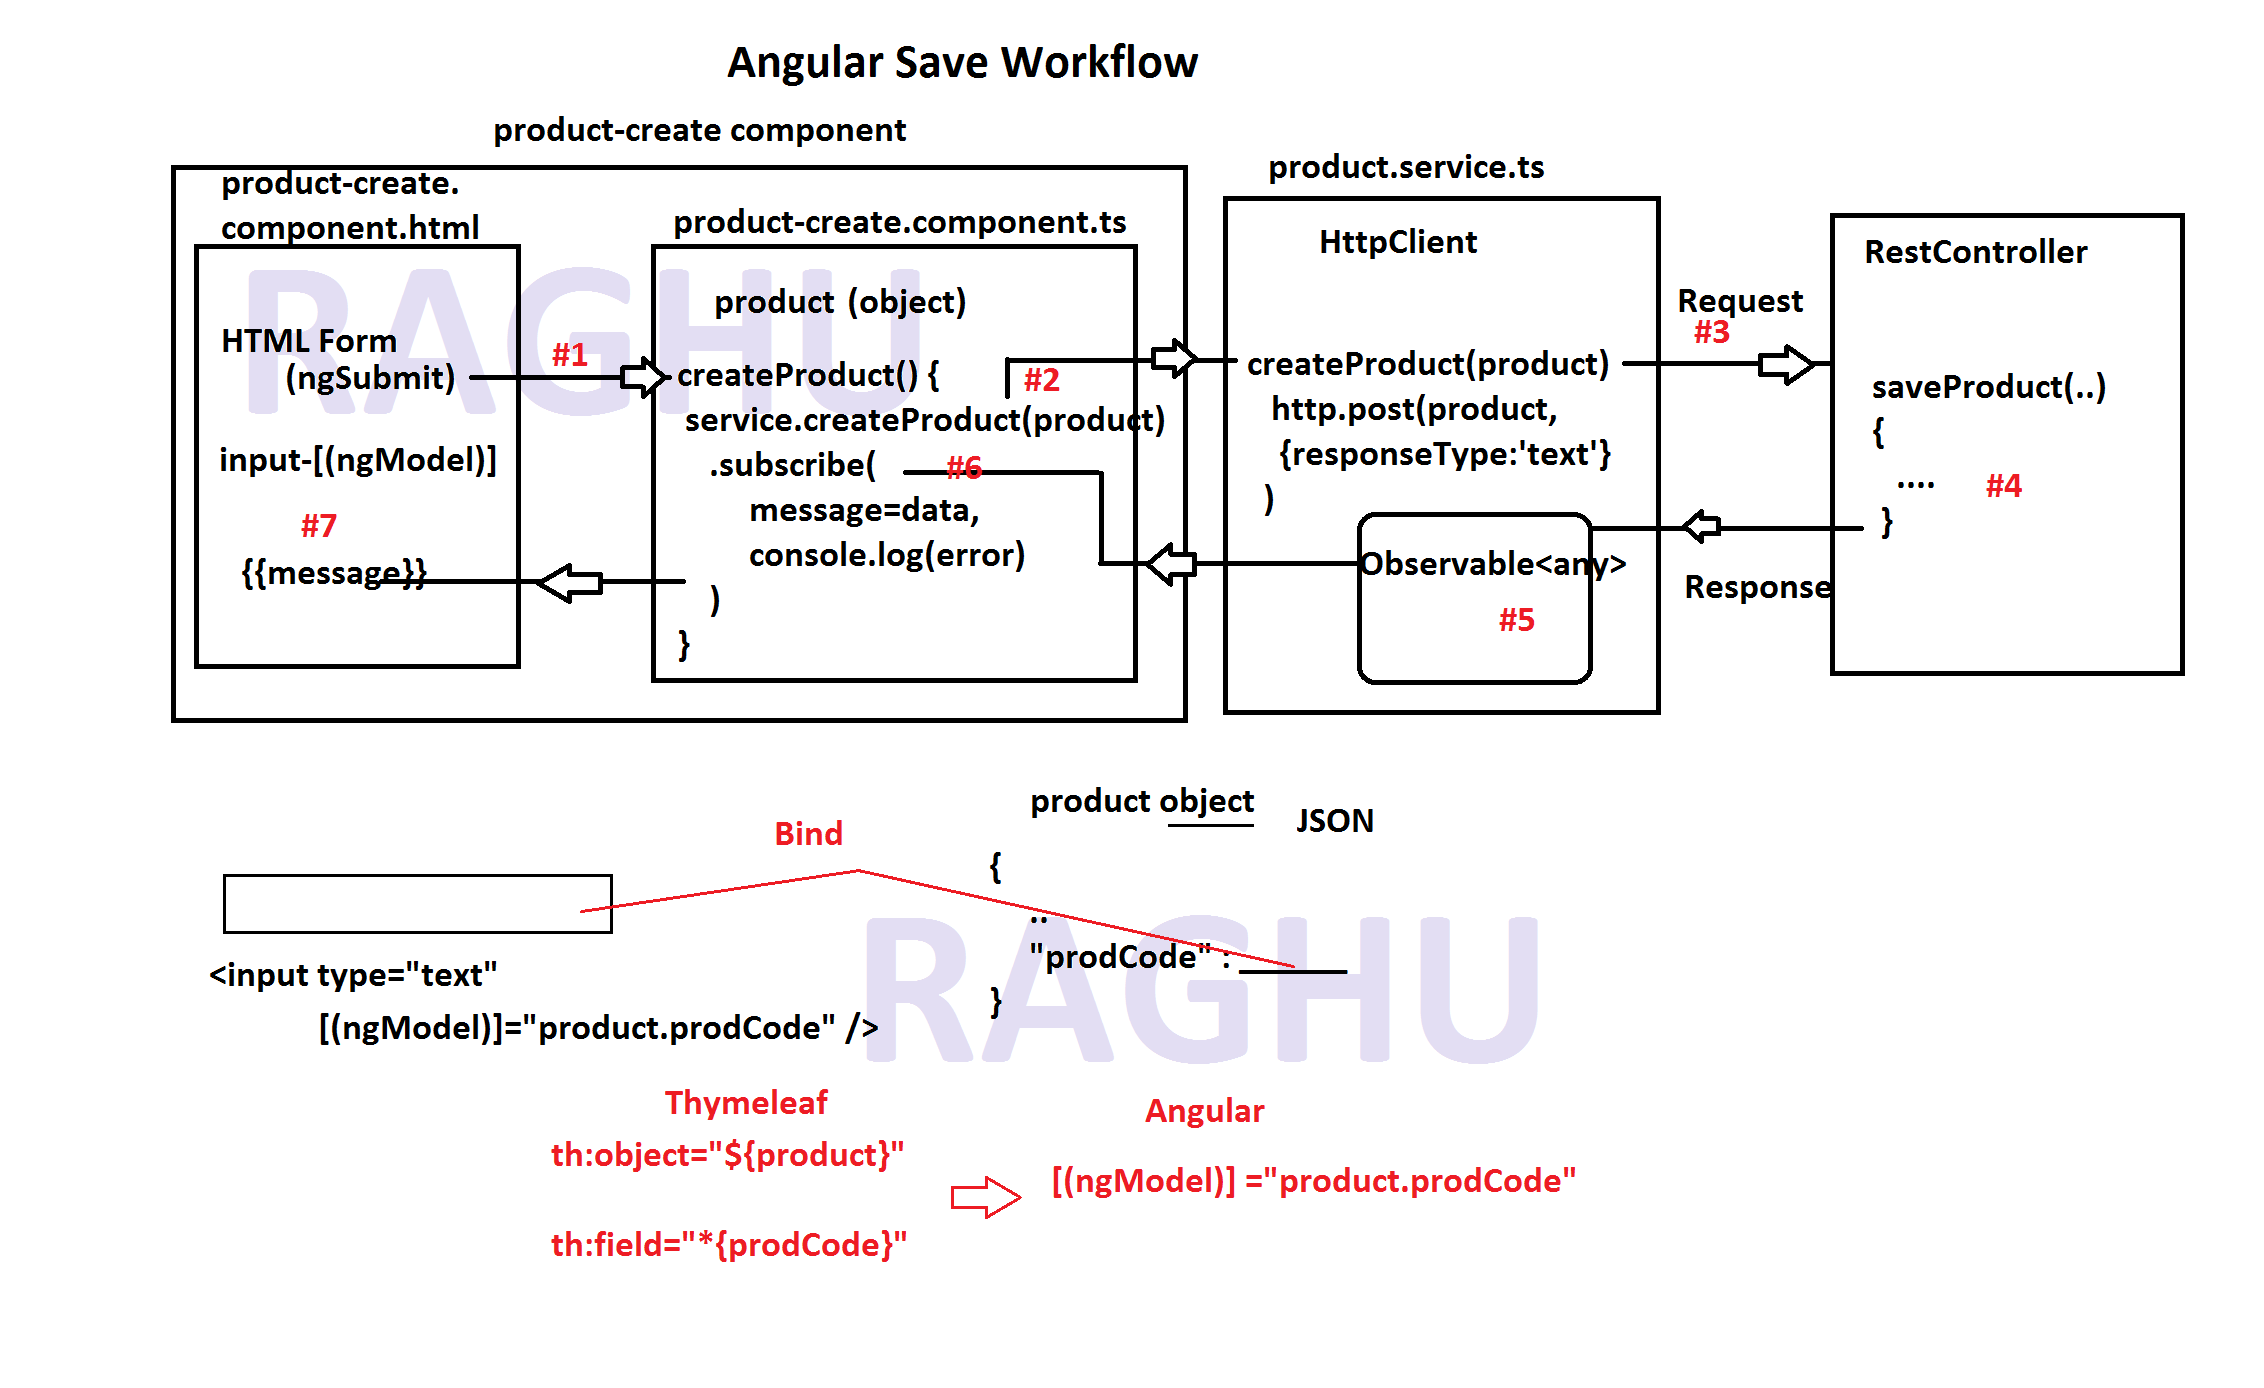 Angular Save Workflow
product-create component
product-create.
component.html
RAGHU
HTML Form
(ngSubmit)
input-[(ngModel)]
#7
{{message}}
#1
product-create.component.ts
product (object)
createProduct() {
#2
service.createProduct(product)
.subscribe(
#6
message=data,
console.log(error)
)
}
product.service.ts
HttpClient
createProduct(product)
http.post(product,
{responseType:'text'}
)
Observable<any>
#5
Request
#3
Response
RestController
saveProduct(..)
{
.... #4
}
Bind
<input type="text"
[(ngModel)]="product.prodCode" />
product object
JSON
{
..
"prodCode" : ______
}
RAGHU
Thymeleaf
th:object="${product}"
th:field="*{prodCode}"
Angular
[(ngModel)] ="product.prodCode"